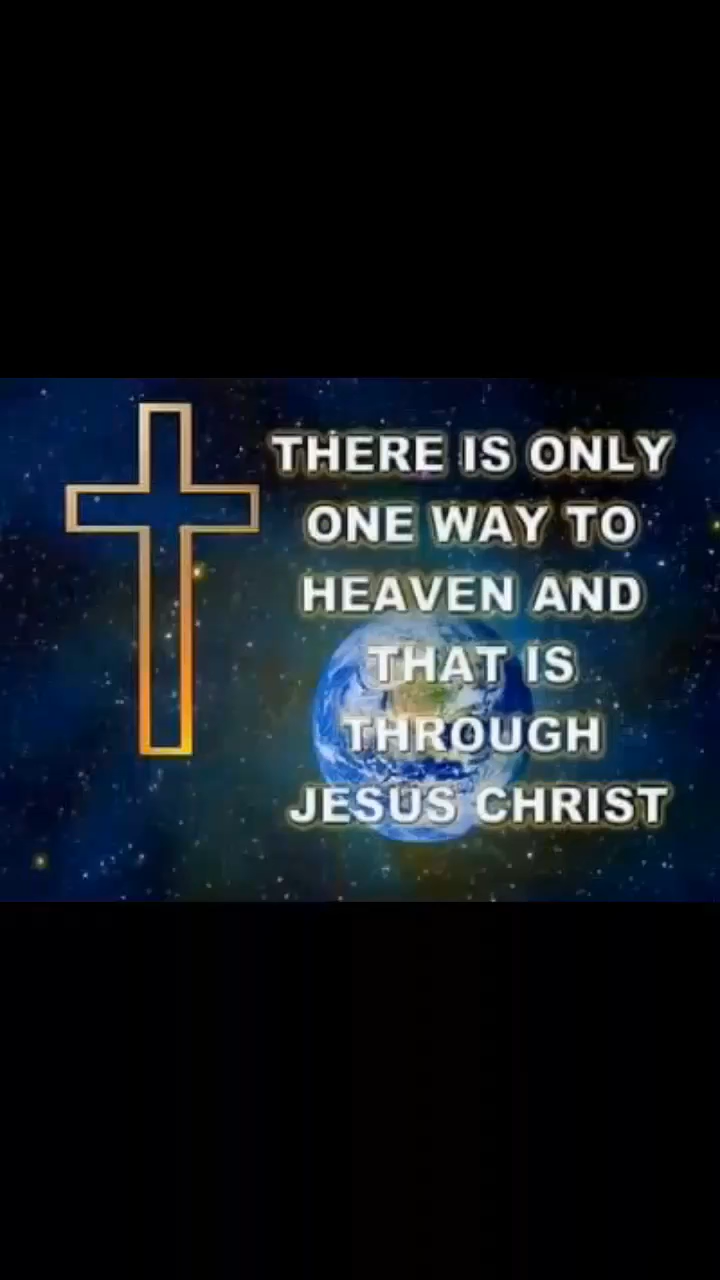 THERE IS ONLY
ONE WAY TO
HEAVEN AND
THAT IS
THROUGH
JESUS CHRIST